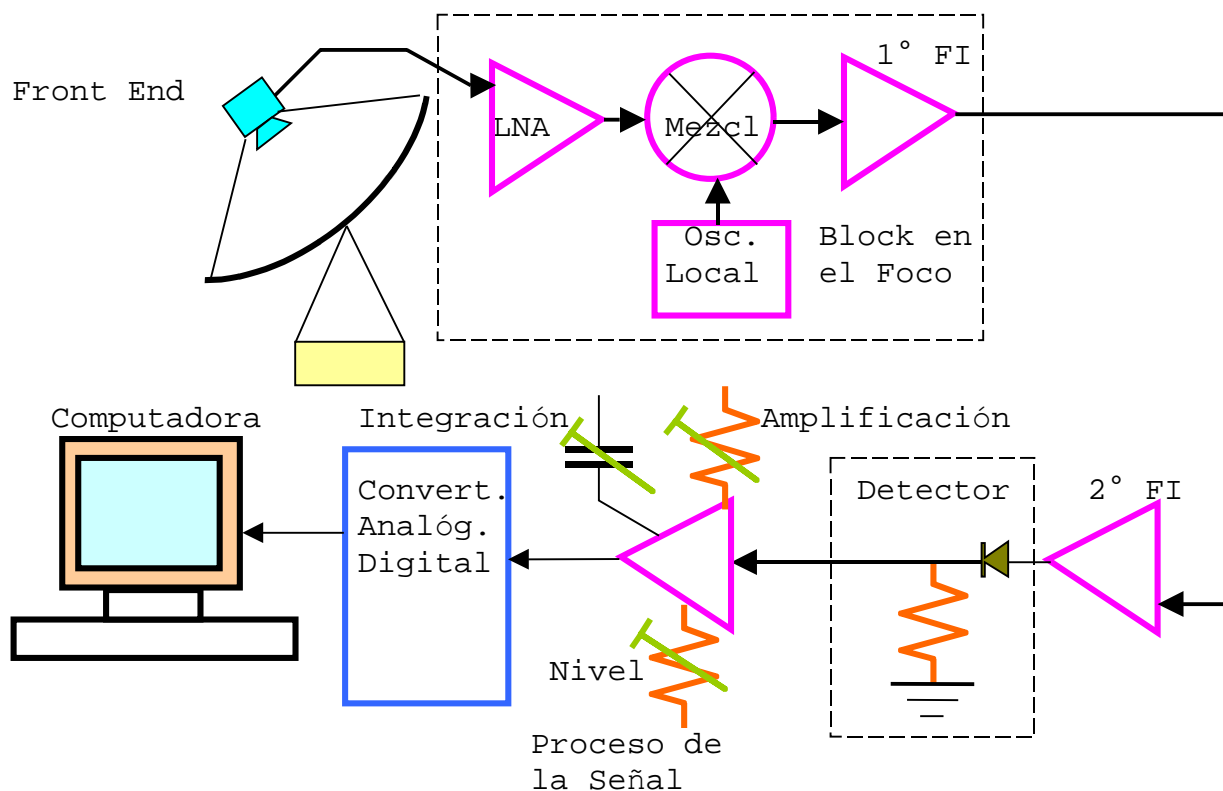 1° FI
Front End
LNA
Mezcl
Osc.
Local
Block en
el Foco
Computadora
Integración
Amplificación
Convert.
Analóg.
Digital
Detector
2° FI
Nivel
Proceso de
la Señal